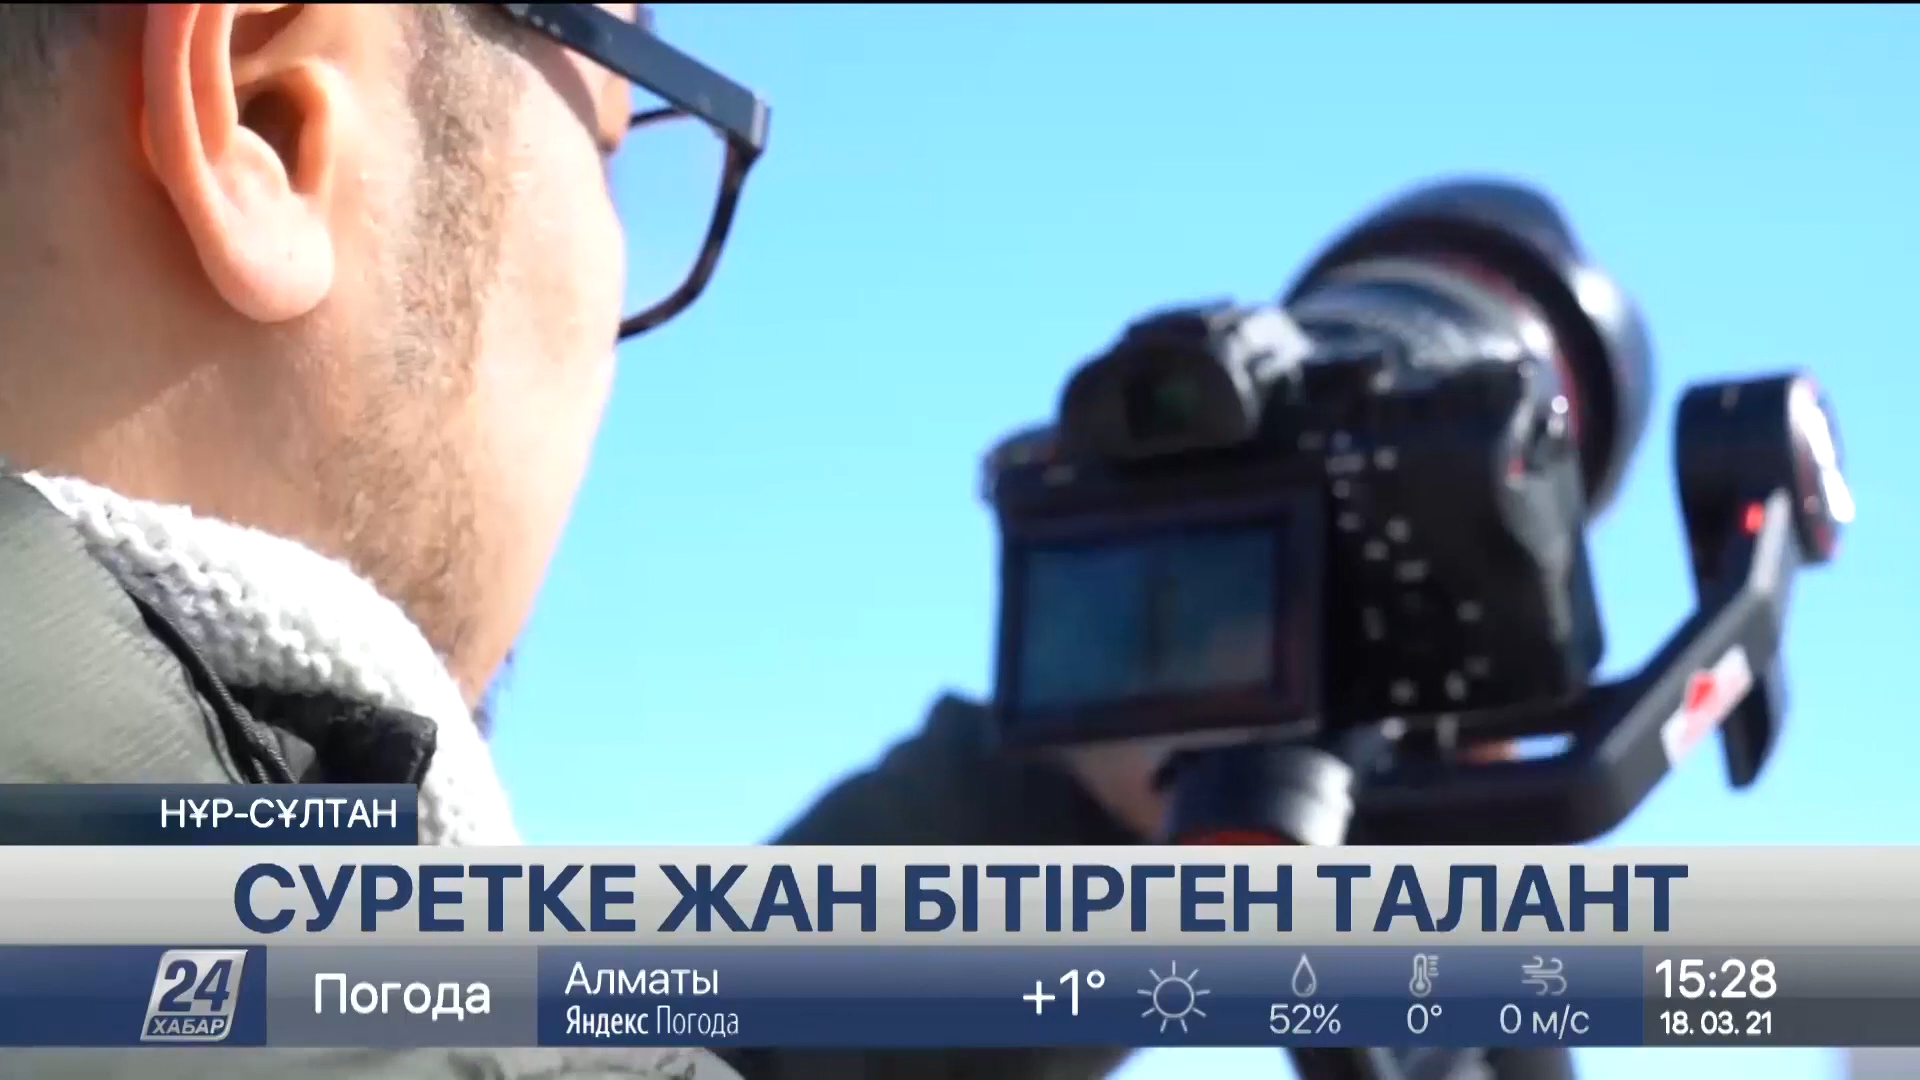 НҰР-СҰЛТАН
СУРЕТКЕ ЖАН БІТІРГЕН ТАЛАНТ
24 ХАБАР
Погода
Алматы
Яндекс Погода
+1°
52%
0°
0 м/с
15:28
18. 03. 21